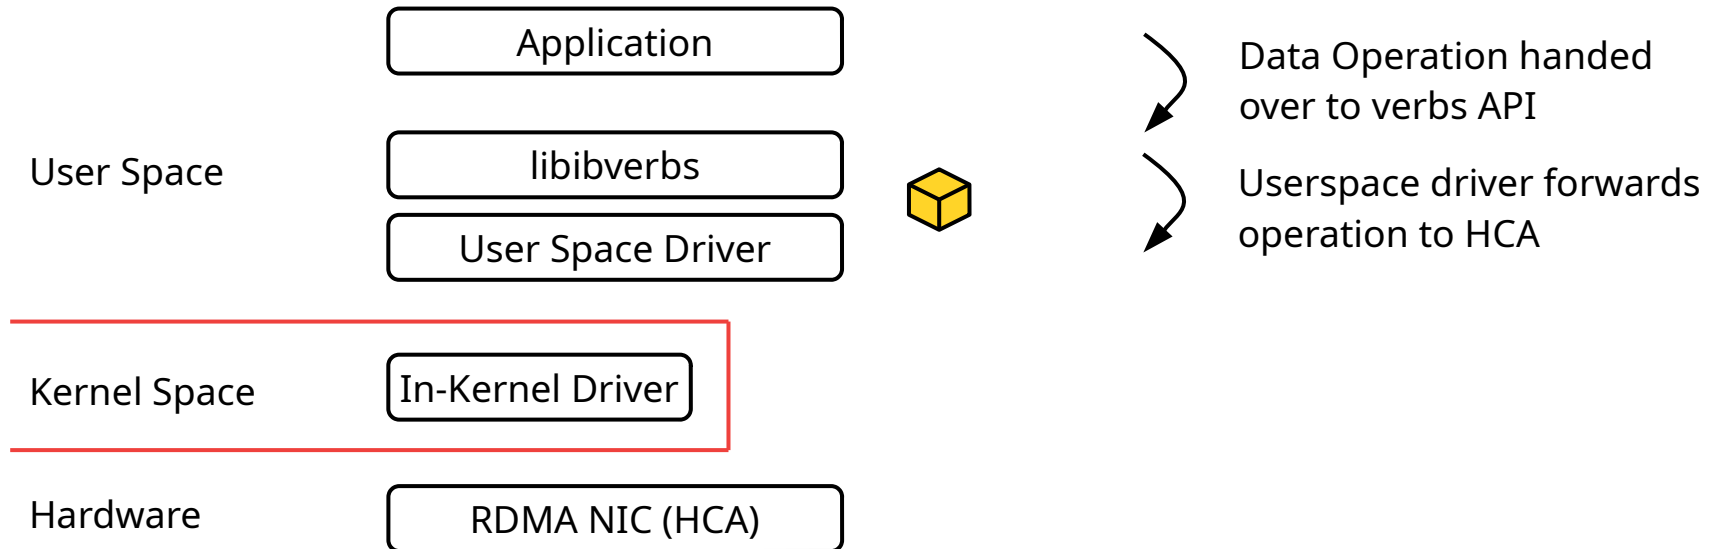 Application
Data Operation handed
over to verbs API
User Space
libibverbs
User Space Driver
Userspace driver forwards
operation to HCA
Kernel Space
In-Kernel Driver
Hardware
RDMA NIC (HCA)